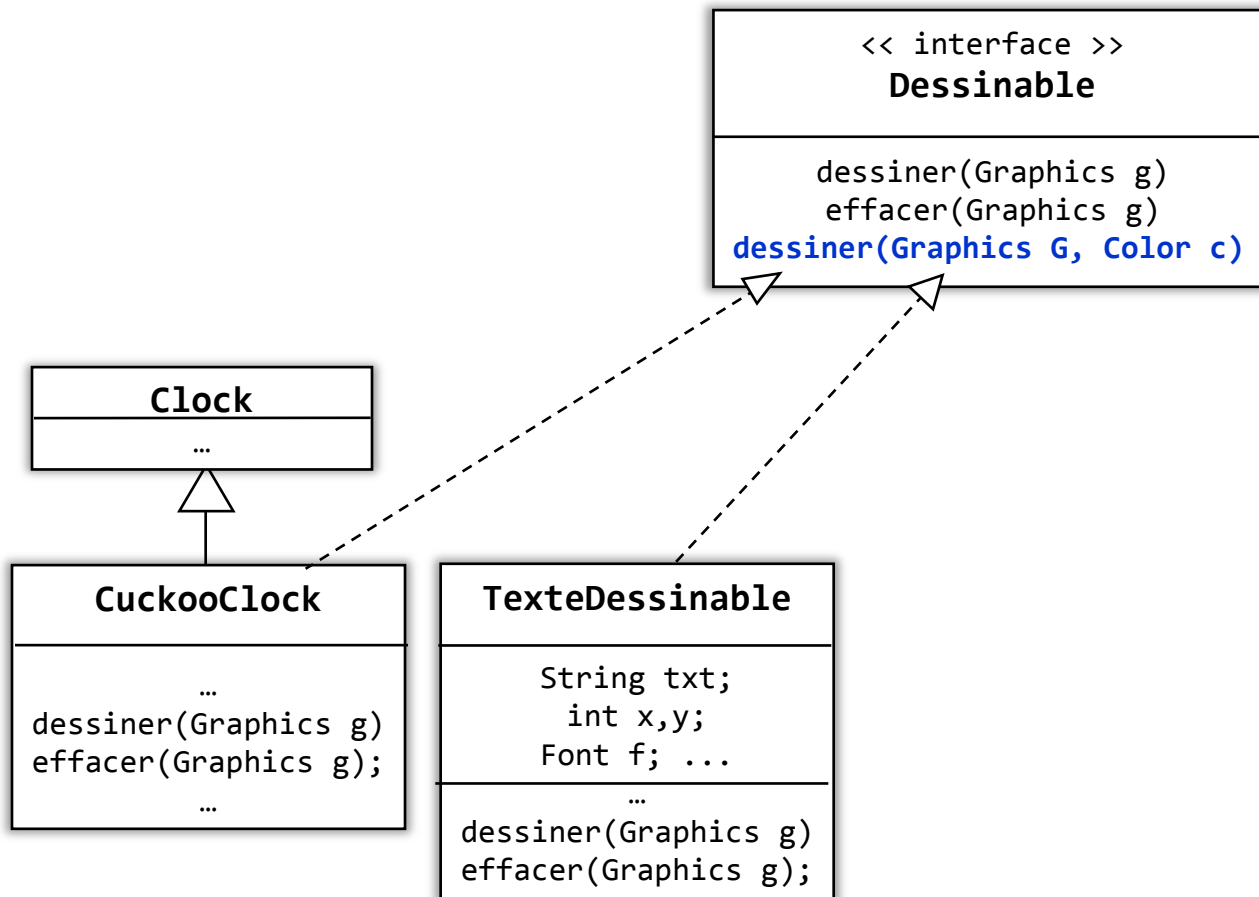 << interface >>
Dessinable
dessiner(Graphics g)
effacer(Graphics g)
dessiner(Graphics G, Color c)
Clock
…
CuckooClock
…
dessiner(Graphics g)
effacer(Graphics g);
…
TexteDessinable
String txt;
int x,y;
Font f; ...
…
dessiner(Graphics g)
effacer(Graphics g);